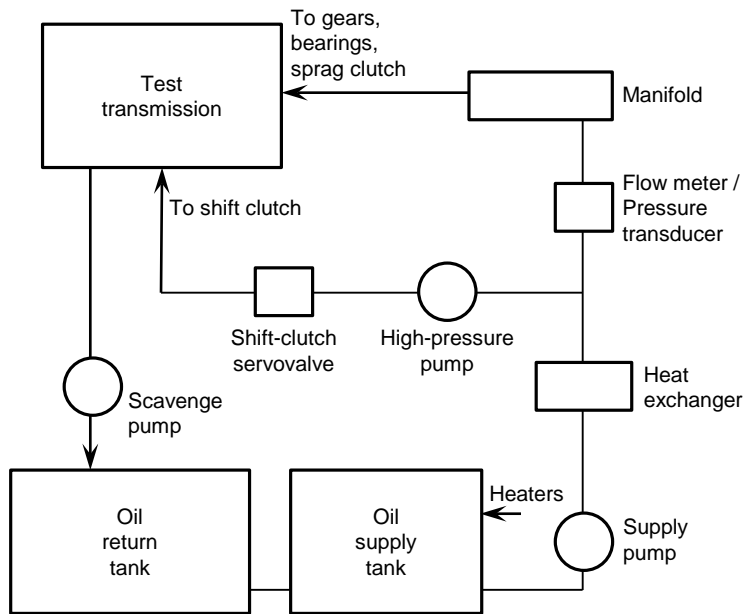 To gears,
bearings,
sprag clutch
Test
transmission
Manifold
Flow meter /
Pressure
transducer
To shift clutch
Shift-clutch
servovalve
High-pressure
pump
Heat
exchanger
Scavenge
pump
Heaters
Oil
return
tank
Oil
supply
tank
Supply
pump